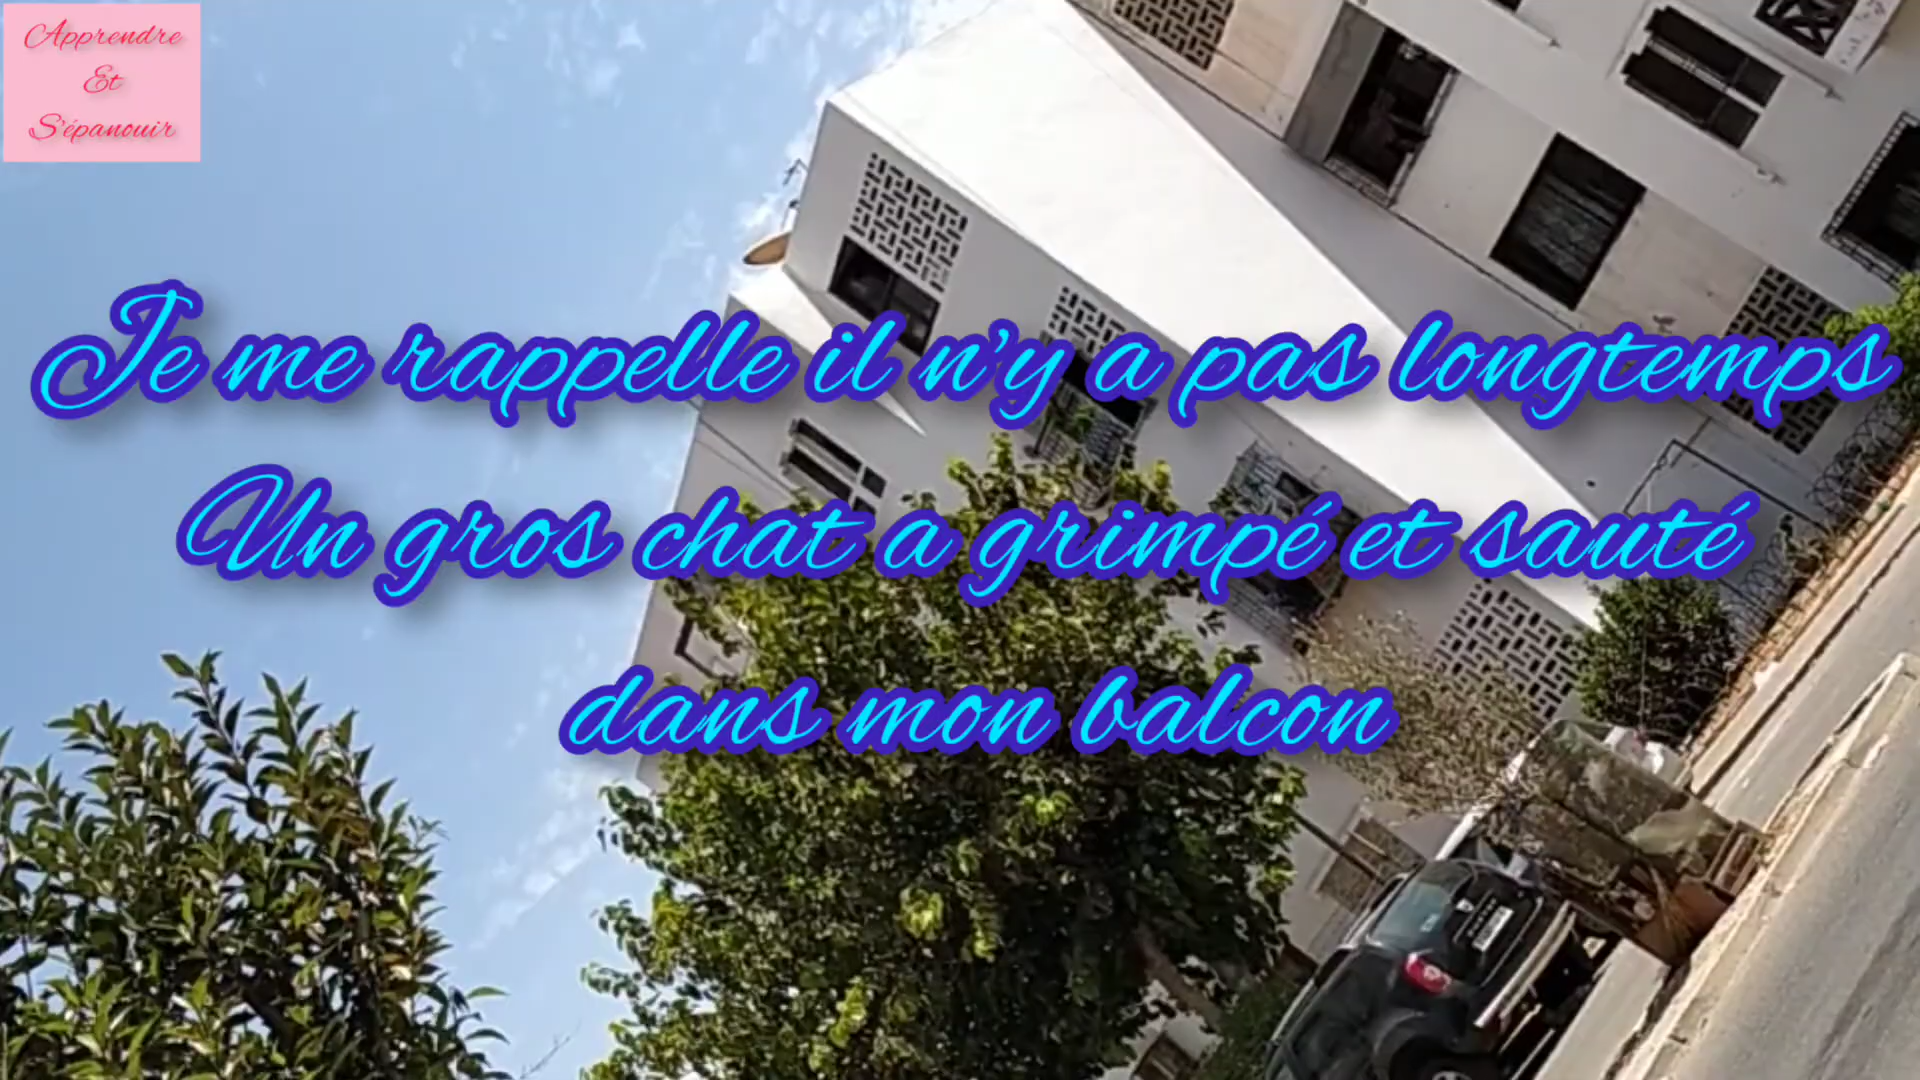 Apprendre
Et
S'épanouir
Je me rappelle il n'y a pas longtemps
Un gros chat a grimpé et sauté
dans mon balcon